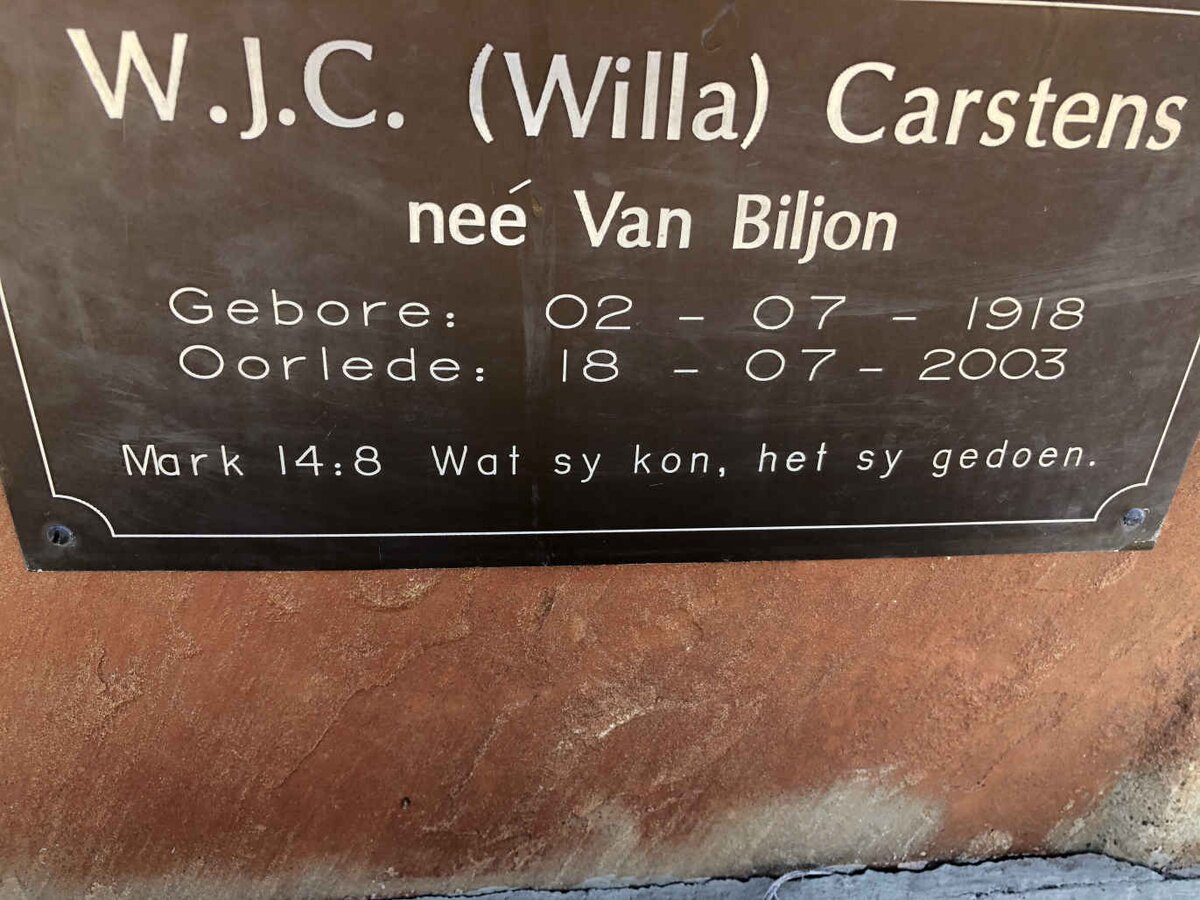 W.J.C. (Willa) Carstens
neé Van Biljon
Gebore: 02 - 07 - 1918
Oorlede: 18 - 07 - 2003
Mark 14:8 Wat sy kon, het sy gedoen.